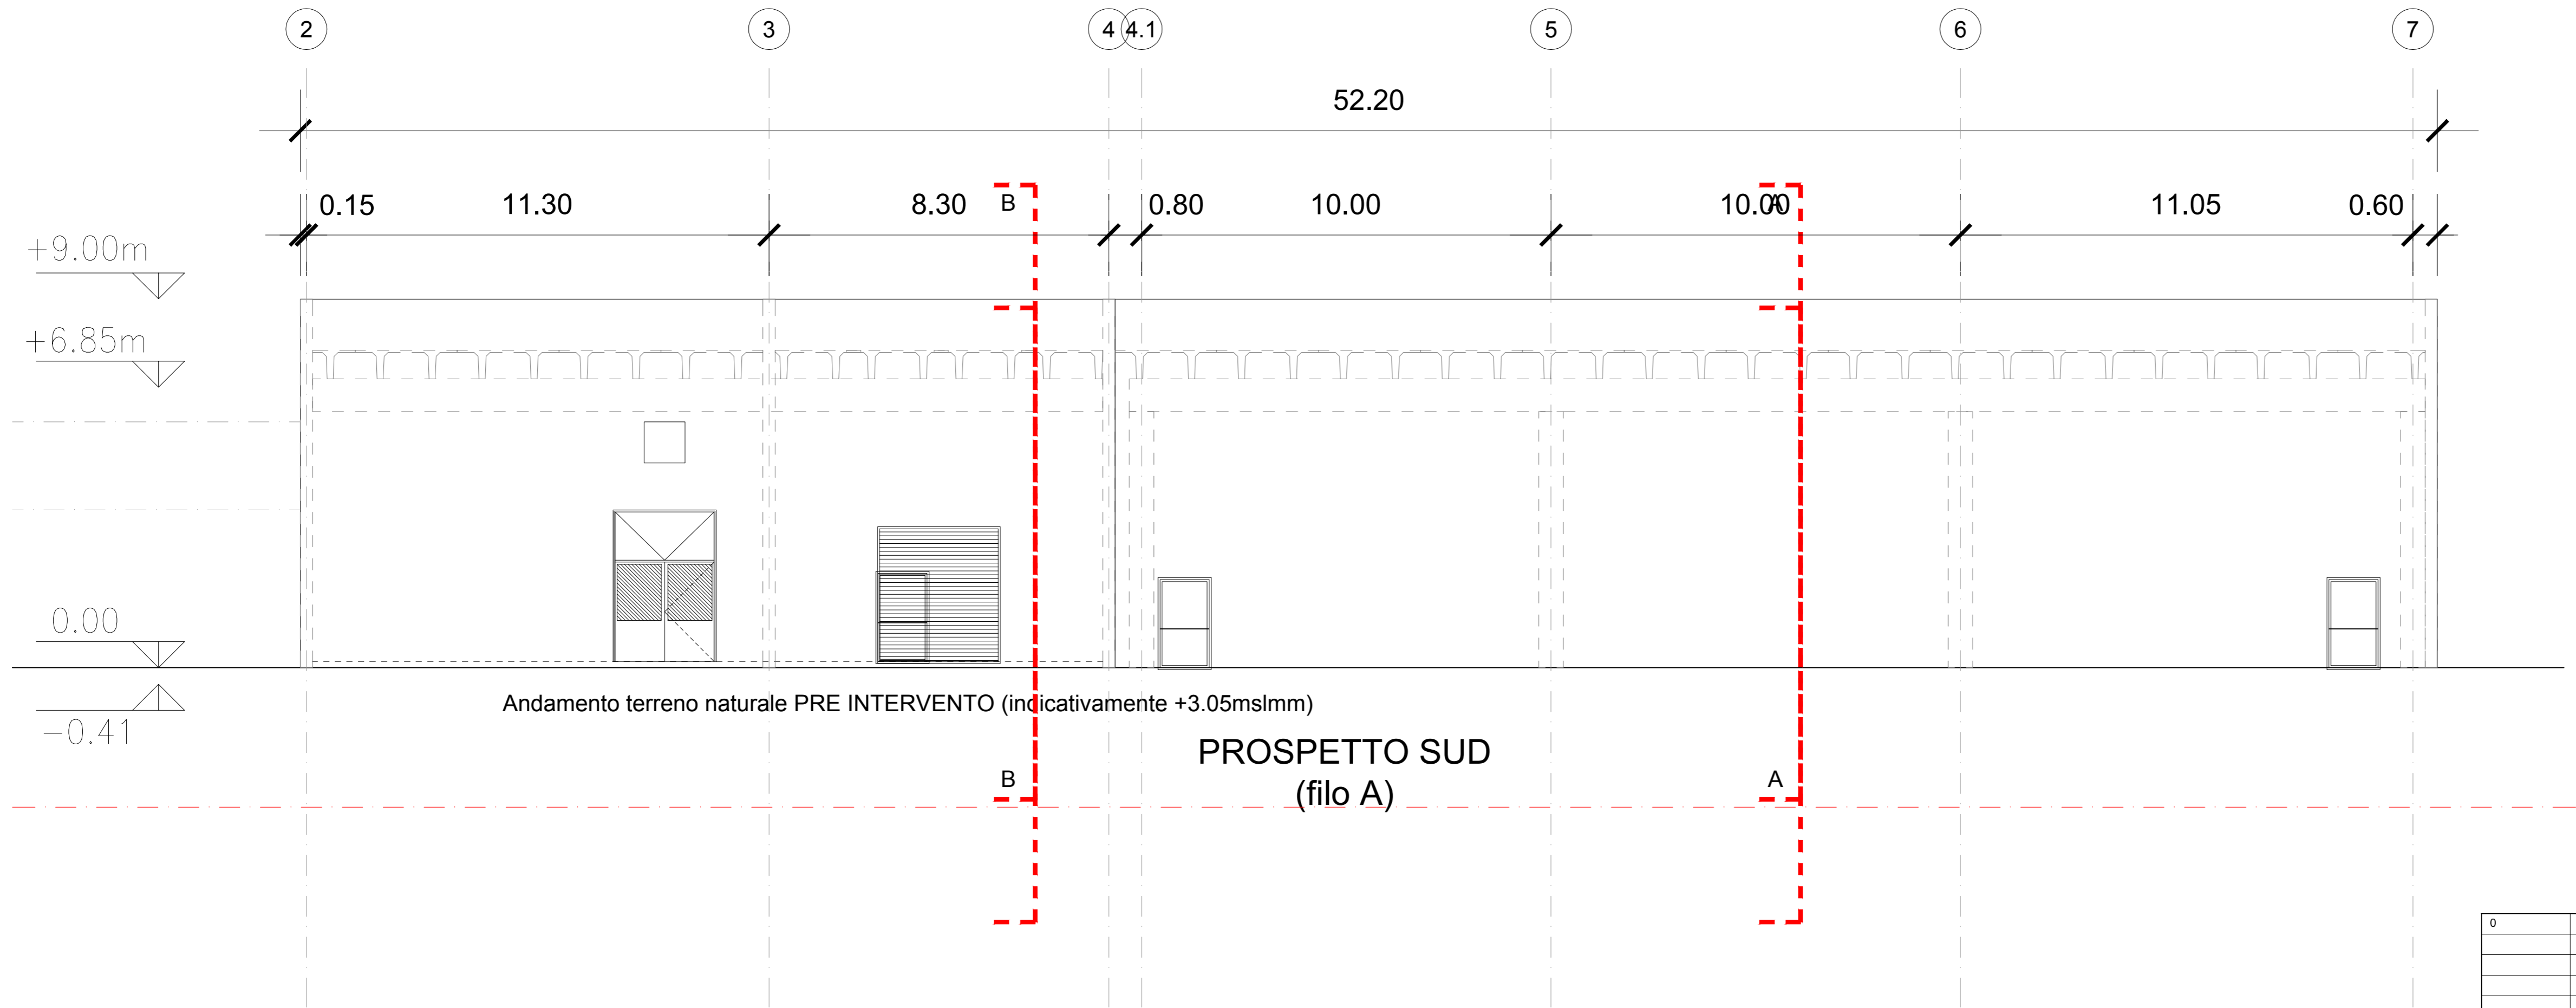 2 3 4 4.1 5 6 7
52.20
0.15 11.30 8.30 B 0.80 10.00 10.00 A 11.05 0.60
+9.00m
+6.85m
0.00
Andamento terreno naturale PRE INTERVENTO (indicativamente +3.05mslmm)
-0.41
PROSPETTO SUD
B A
(filo A)
0